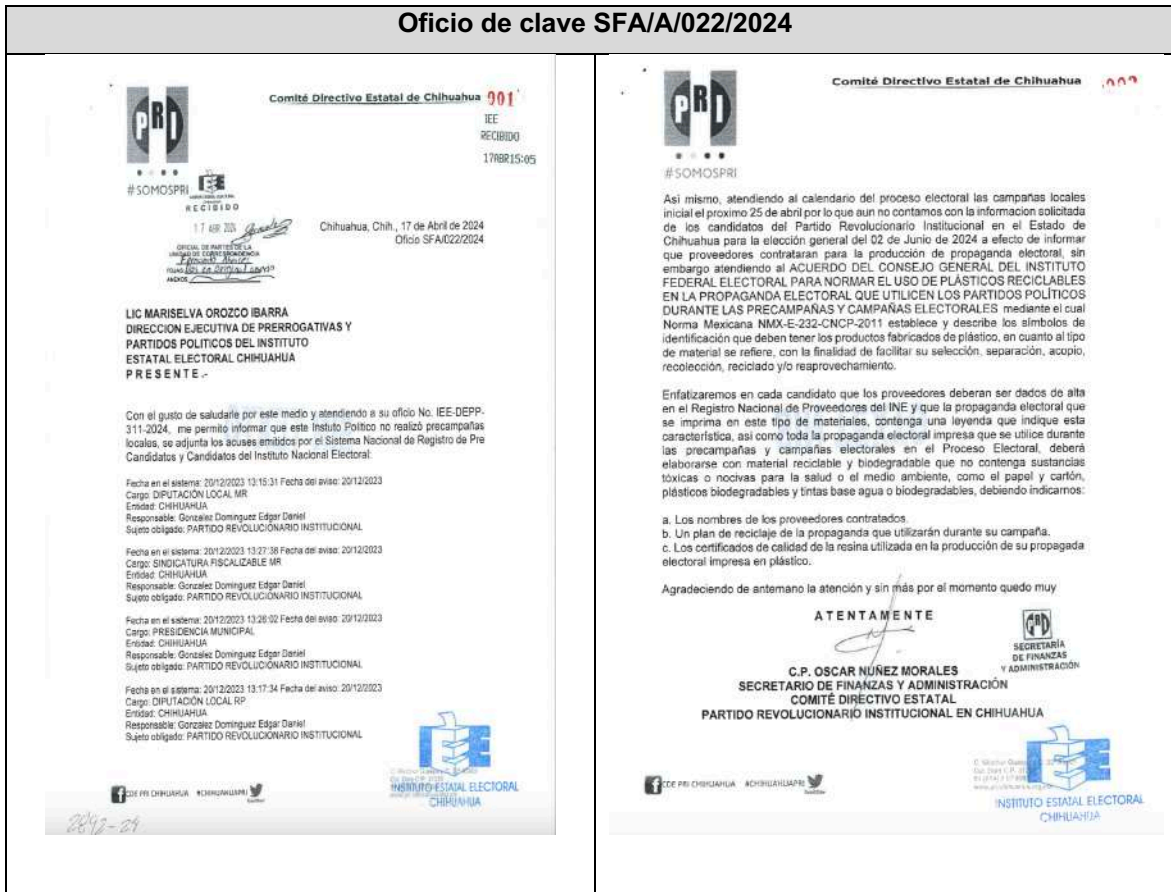 Oficio de clave SFA/A/022/2024
PRI
#SOMOSPRI
Comité Directivo Estatal de Chihuahua
001
IEE
RECIBIDO
17ABR15:05
RECIBIDO
17 ABR. 2024
OFICIAL DE PARTES DE LA
UNIDAD DE CORRESPONDENCIA
FOJAS
ANEXOS
Chihuahua, Chih., 17 de Abril de 2024
Oficio SFA/022/2024
LIC MARISELVA OROZCO IBARRA
DIRECCION EJECUTIVA DE PRERROGATIVAS Y
PARTIDOS POLITICOS DEL INSTITUTO
ESTATAL ELECTORAL CHIHUAHUA
P R E S E N T E .-
Con el gusto de saludarle por este medio y atendiendo a su oficio No. IEE-DEPP-
311-2024, me permito informar que este Instuto Politico no realizó precampañas
locales, se adjunta los acuses emitidos por el Sistema Nacional de Registro de Pre
Candidatos y Candidatos del Instituto Nacional Electoral:
Fecha en el sistema: 20/12/2023 13:15:31 Fecha del aviso: 20/12/2023
Cargo: DIPUTACIÓN LOCAL MR
Entidad: CHIHUAHUA
Responsable: Gonzalez Dominguez Edgar Daniel
Sujeto obligado: PARTIDO REVOLUCIONARIO INSTITUCIONAL
Fecha en el sistema: 20/12/2023 13:27:38 Fecha del aviso: 20/12/2023
Cargo: SINDICATURA FISCALIZABLE MR
Entidad: CHIHUAHUA
Responsable: Gonzalez Dominguez Edgar Daniel
Sujeto obligado: PARTIDO REVOLUCIONARIO INSTITUCIONAL
Fecha en el sistema: 20/12/2023 13:26:02 Fecha del aviso: 20/12/2023
Cargo: PRESIDENCIA MUNICIPAL
Entidad: CHIHUAHUA
Responsable: Gonzalez Dominguez Edgar Daniel
Sujeto obligado: PARTIDO REVOLUCIONARIO INSTITUCIONAL
Fecha en el sistema: 20/12/2023 13:17:34 Fecha del aviso: 20/12/2023
Cargo: DIPUTACIÓN LOCAL RP
Entidad: CHIHUAHUA
Responsable: Gonzalez Dominguez Edgar Daniel
Sujeto obligado: PARTIDO REVOLUCIONARIO INSTITUCIONAL
CDE PRI CHIHUAHUA #CHIHUAHUAPRI
INSTITUTO ESTATAL ELECTORAL
CHIHUAHUA
2892-24
PRI
#SOMOSPRI
Comité Directivo Estatal de Chihuahua
Asi mismo, atendiendo al calendario del proceso electoral las campañas locales
inicial el proximo 25 de abril por lo que aun no contamos con la informacion solicitada
de los candidatos del Partido Revolucionario Institucional en el Estado de
Chihuahua para la elección general del 02 de Junio de 2024 a efecto de informar
que proveedores contrataran para la producción de propaganda electoral, sin
embargo atendiendo al ACUERDO DEL CONSEJO GENERAL DEL INSTITUTO
FEDERAL ELECTORAL PARA NORMAR EL USO DE PLÁSTICOS RECICLABLES
EN LA PROPAGANDA ELECTORAL QUE UTILICEN LOS PARTIDOS POLÍTICOS
DURANTE LAS PRECAMPAÑAS Y CAMPAÑAS ELECTORALES mediante el cual
Norma Mexicana NMX-E-232-CNCP-2011 establece y describe los símbolos de
identificación que deben tener los productos fabricados de plástico, en cuanto al tipo
de material se refiere, con la finalidad de facilitar su selección, separación, acopio,
recolección, reciclado y/o reaprovechamiento.
Enfatizaremos en cada candidato que los proveedores deberan ser dados de alta
en el Registro Nacional de Proveedores del INE y que la propaganda electoral que
se imprima en este tipo de materiales, contenga una leyenda que indique esta
característica, asi como toda la propaganda electoral impresa que se utilice durante
las precampañas y campañas electorales en el Proceso Electoral, deberá
elaborarse con material reciclable y biodegradable que no contenga sustancias
tóxicas o nocivas para la salud o el medio ambiente, como el papel y cartón,
plásticos biodegradables y tintas base agua o biodegradables, debiendo indicarnos:
a. Los nombres de los proveedores contratados.
b. Un plan de reciclaje de la propaganda que utilizarán durante su campaña.
c. Los certificados de calidad de la resina utilizada en la producción de su propagada
electoral impresa en plástico.
Agradeciendo de antemano la atención y sin más por el momento quedo muy
A T E N T A M E N T E
C.P. OSCAR NUÑEZ MORALES
SECRETARIO DE FINANZAS Y ADMINISTRACIÓN
COMITÉ DIRECTIVO ESTATAL
PARTIDO REVOLUCIONARIO INSTITUCIONAL EN CHIHUAHUA
PRI
SECRETARÍA
DE FINANZAS
Y ADMINISTRACIÓN
CDE PRI CHIHUAHUA #CHIHUAHUAPRI
INSTITUTO ESTATAL ELECTORAL
CHIHUAHUA